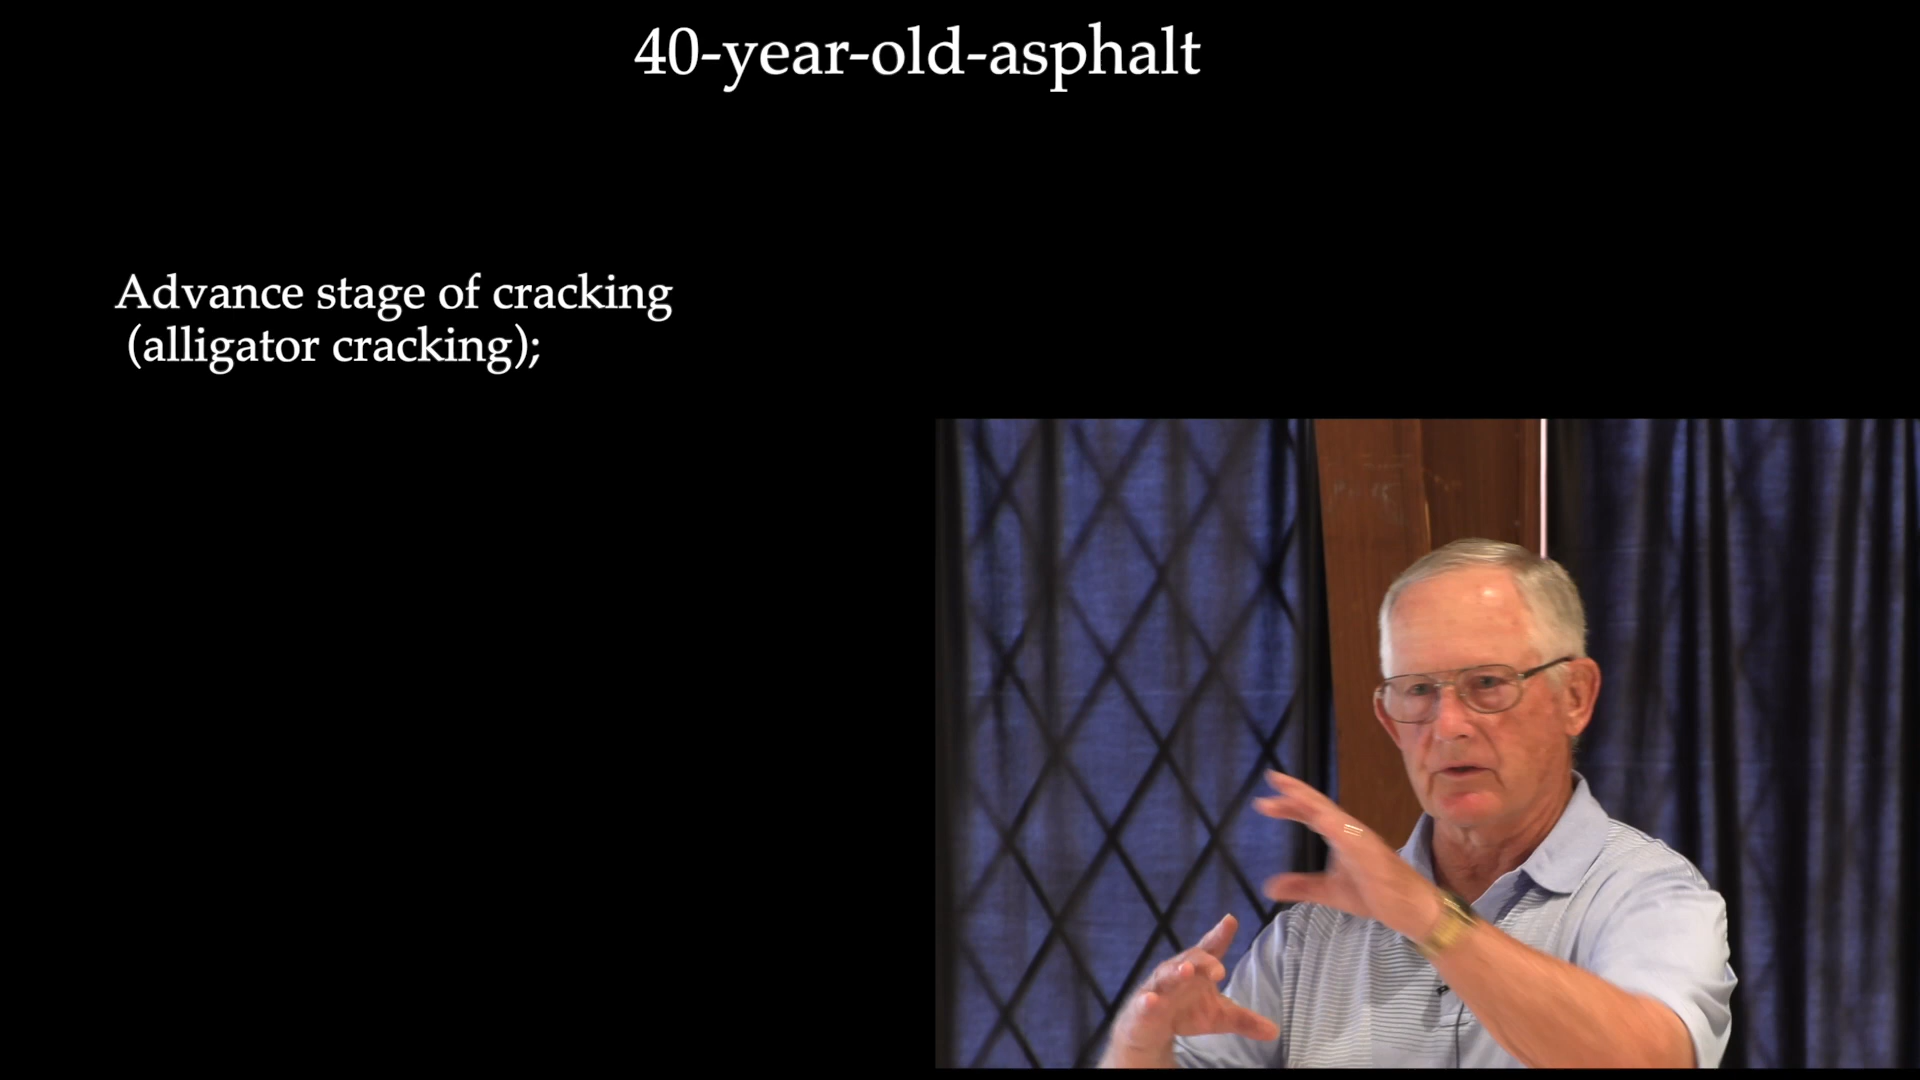 40-year-old-asphalt
Advance stage of cracking
(alligator cracking);